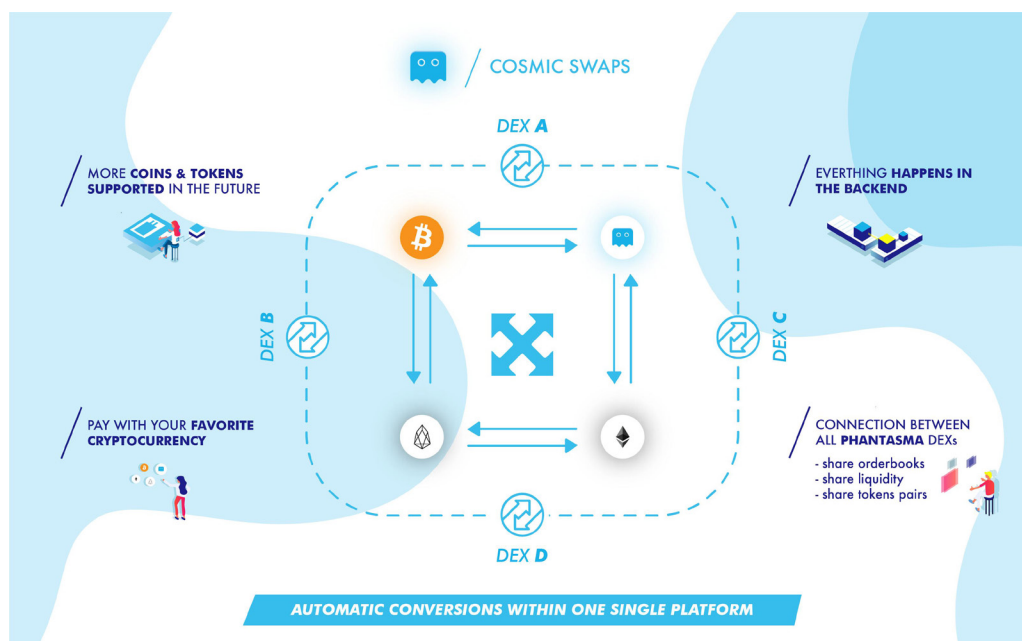 COSMIC SWAPS
DEX A
MORE COINS & TOKENS
SUPPORTED IN THE FUTURE
EVERTHING HAPPENS IN
THE BACKEND
DEX B
DEX C
PAY WITH YOUR FAVORITE
CRYPTOCURRENCY
CONNECTION BETWEEN
ALL PHANTASMA DEXs
- share orderbooks
- share liquidity
- share tokens pairs
DEX D
AUTOMATIC CONVERSIONS WITHIN ONE SINGLE PLATFORM